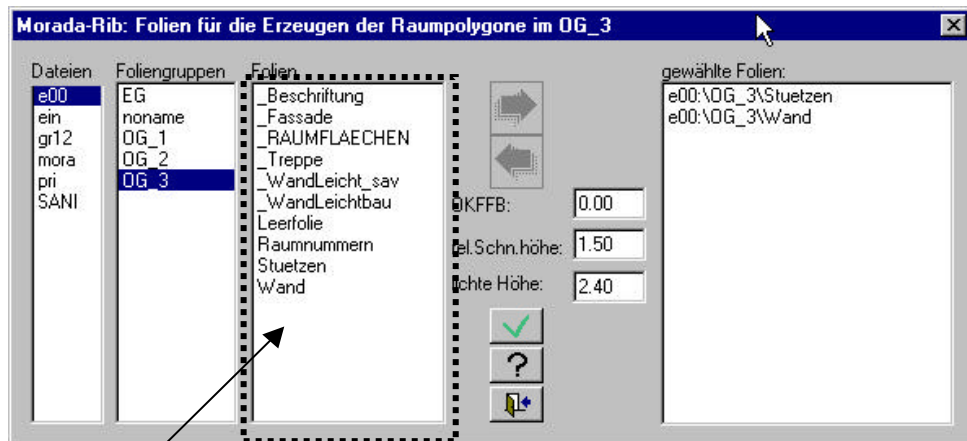 Morada-Rib: Folien für die Erzeugen der Raumpolygone im OG_3
Dateien
e00
ein
gr12
mora
pri
SANI
Foliengruppen
EG
noname
OG_1
OG_2
OG_3
Folien
_Beschriftung
_Fassade
_RAUMFLAECHEN
_Treppe
_WandLeicht_sav
_WandLeichtbau
Leerfolie
Raumnummern
Stuetzen
Wand
OKFFB: 0.00
rel.Schn.höhe: 1.50
lichte Höhe: 2.40
?
gewählte Folien:
e00:\OG_3\Stuetzen
e00:\OG_3\Wand